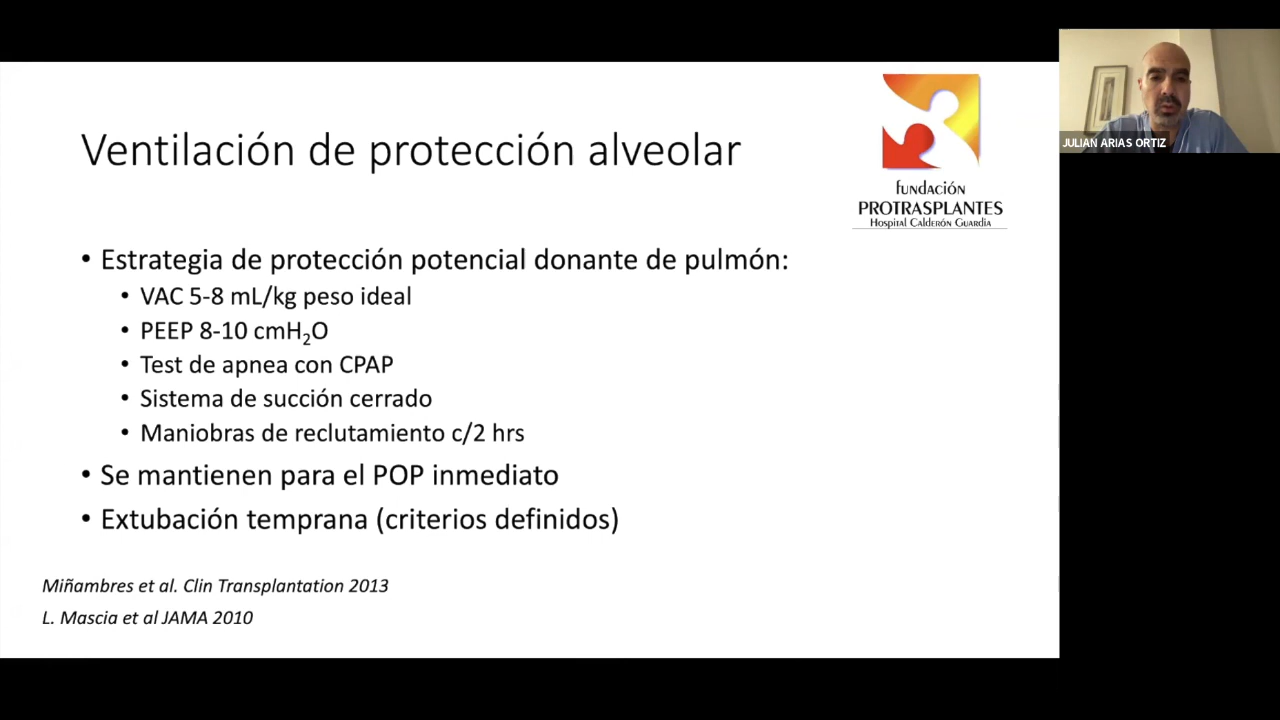 Ventilación de protección alveolar
fundación
PROTRASPLANTES
Hospital Calderón Guardia
• Estrategia de protección potencial donante de pulmón:
• VAC 5-8 mL/kg peso ideal
• PEEP 8-10 cmH₂O
• Test de apnea con CPAP
• Sistema de succión cerrado
• Maniobras de reclutamiento c/2 hrs
• Se mantienen para el POP inmediato
• Extubación temprana (criterios definidos)
Miñambres et al. Clin Transplantation 2013
L. Mascia et al JAMA 2010
JULIAN ARIAS ORTIZ